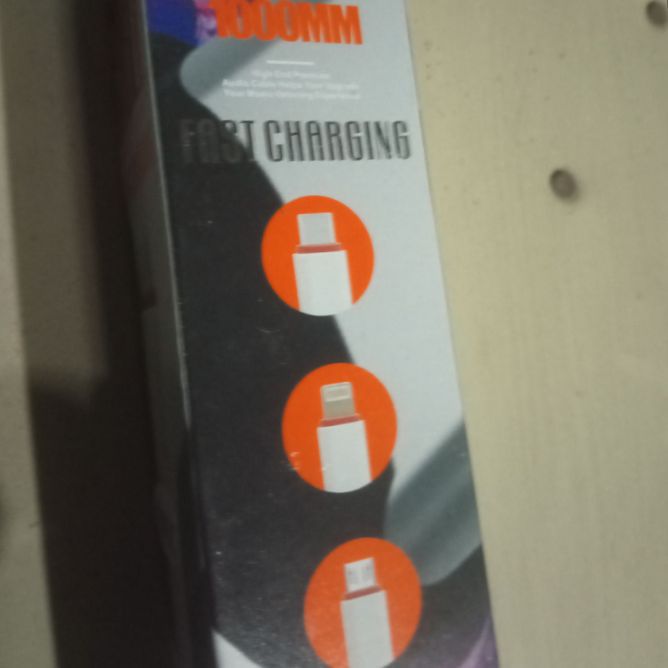 1000MM
High End Premium
Audio Cable Helps Your Upgrade
Your Music Listening Experience
FAST CHARGING